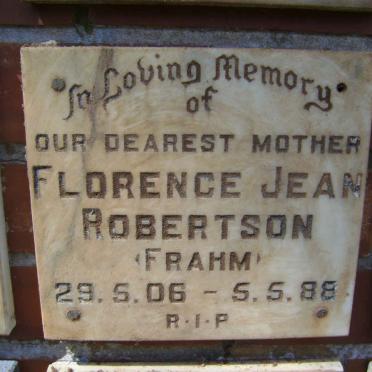 In Loving Memory
of
OUR DEAREST MOTHER
FLORENCE JEAN
ROBERTSON
(FRAHM)
29.5.06 - 5.5.88
R.I.P